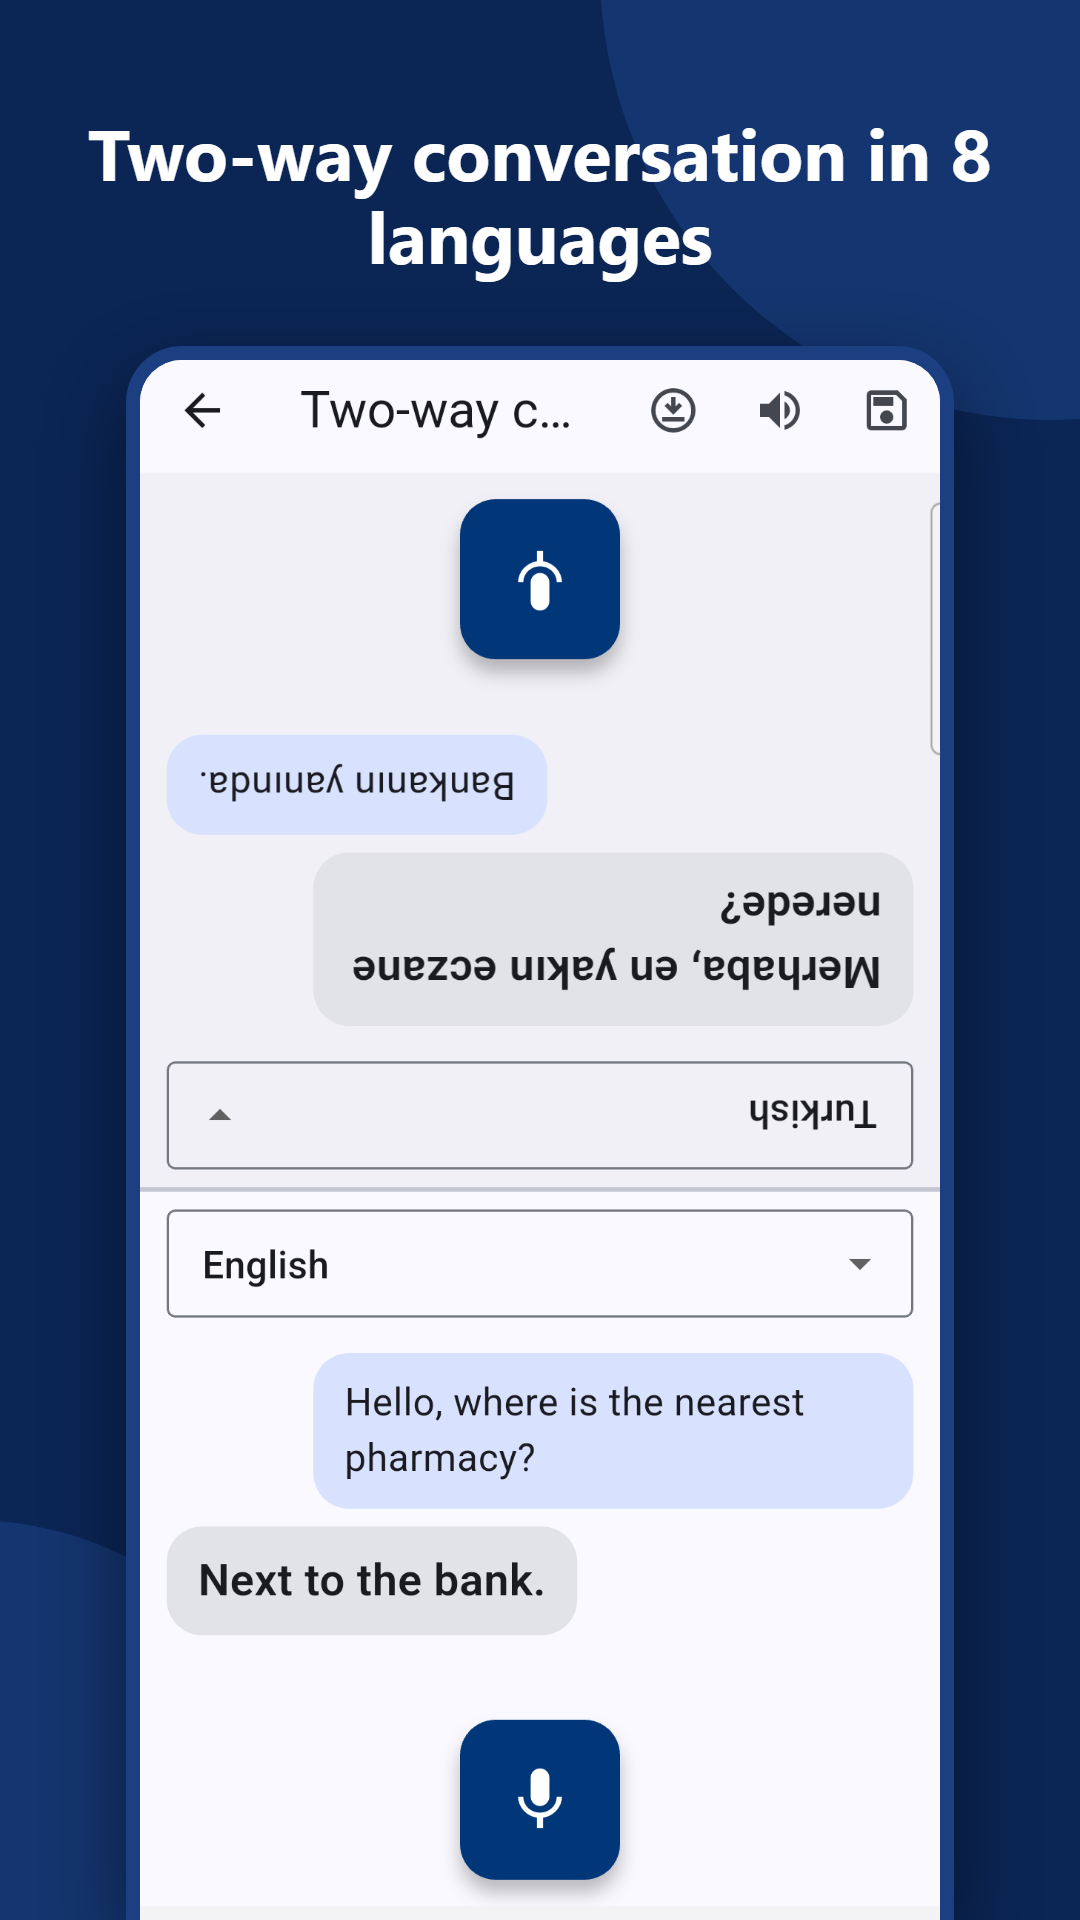 Two-way conversation in 8
languages
Two-way c...
Bankanın yanında.
Merhaba, en yakın eczane
nerede?
Turkish
English
Hello, where is the nearest
pharmacy?
Next to the bank.